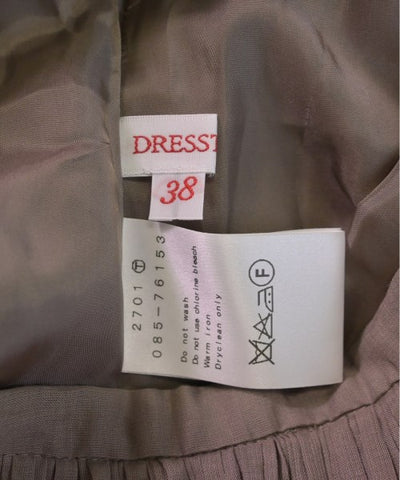 DRESST
38
2701 Ⓣ
085-76153
Do not wash
Do not use chlorine bleach
Warm iron
Dryclean only
Ⓕ